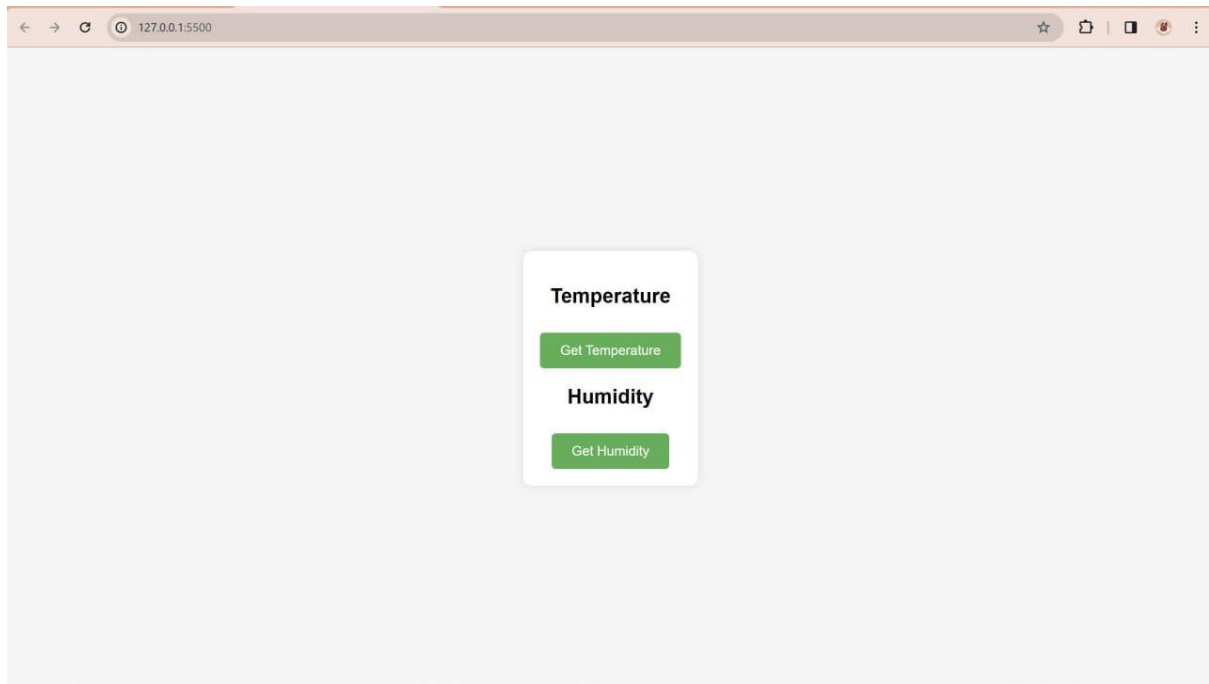 127.0.0.1:5500
Temperature
Get Temperature
Humidity
Get Humidity